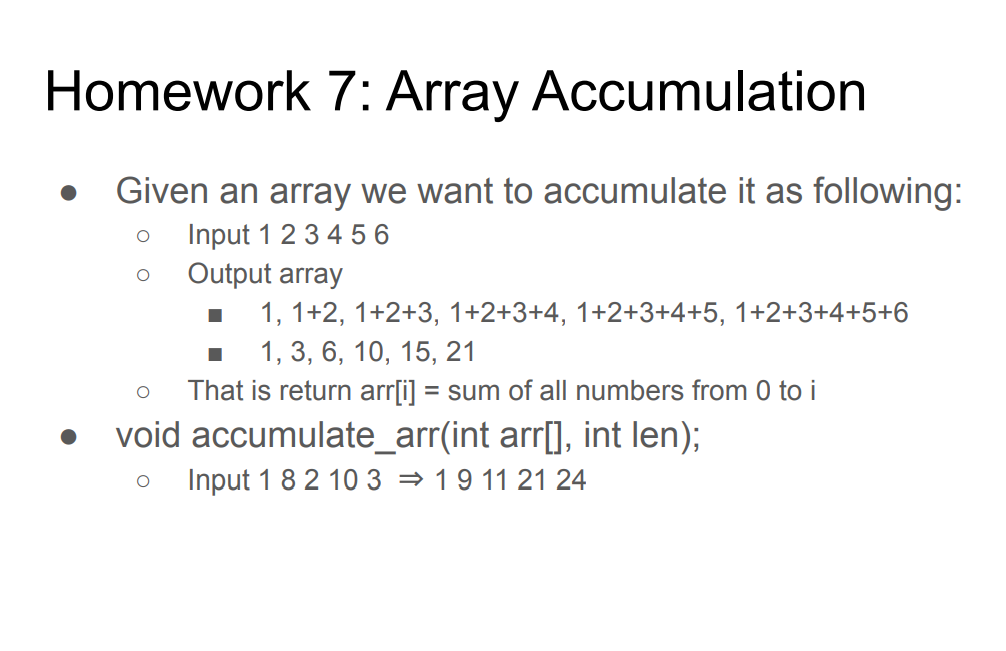 Homework 7: Array Accumulation
● Given an array we want to accumulate it as following:
○ Input 1 2 3 4 5 6
○ Output array
■ 1, 1+2, 1+2+3, 1+2+3+4, 1+2+3+4+5, 1+2+3+4+5+6
■ 1, 3, 6, 10, 15, 21
○ That is return arr[i] = sum of all numbers from 0 to i
● void accumulate_arr(int arr[], int len);
○ Input 1 8 2 10 3 ⇒ 1 9 11 21 24